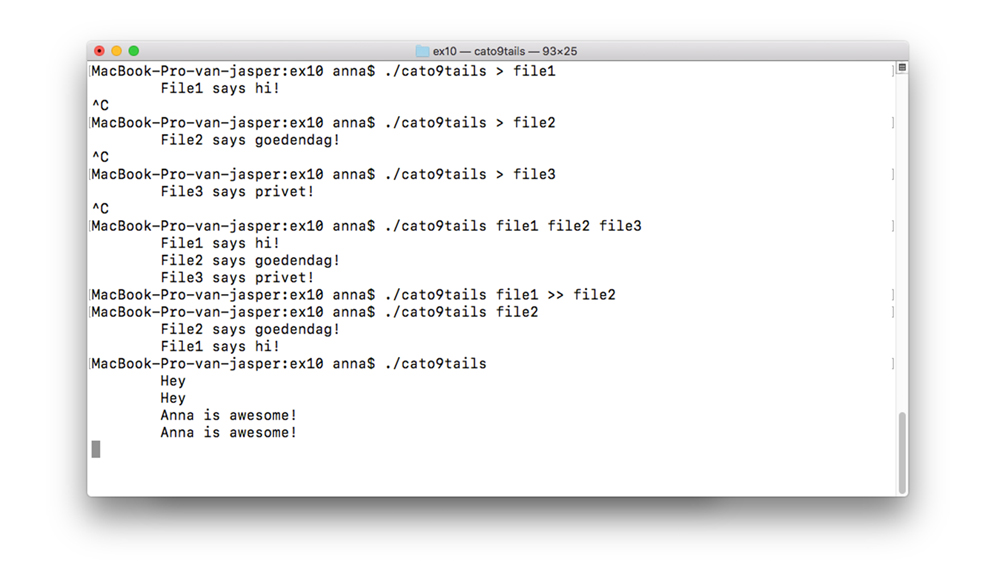 ex10 — cato9tails — 93×25
[MacBook-Pro-van-jasper:ex10 anna$ ./cato9tails > file1 ]
File1 says hi!
^C
[MacBook-Pro-van-jasper:ex10 anna$ ./cato9tails > file2 ]
File2 says goedendag!
^C
[MacBook-Pro-van-jasper:ex10 anna$ ./cato9tails > file3 ]
File3 says privet!
^C
[MacBook-Pro-van-jasper:ex10 anna$ ./cato9tails file1 file2 file3 ]
File1 says hi!
File2 says goedendag!
File3 says privet!
[MacBook-Pro-van-jasper:ex10 anna$ ./cato9tails file1 >> file2 ]
[MacBook-Pro-van-jasper:ex10 anna$ ./cato9tails file2 ]
File2 says goedendag!
File1 says hi!
[MacBook-Pro-van-jasper:ex10 anna$ ./cato9tails ]
Hey
Hey
Anna is awesome!
Anna is awesome!